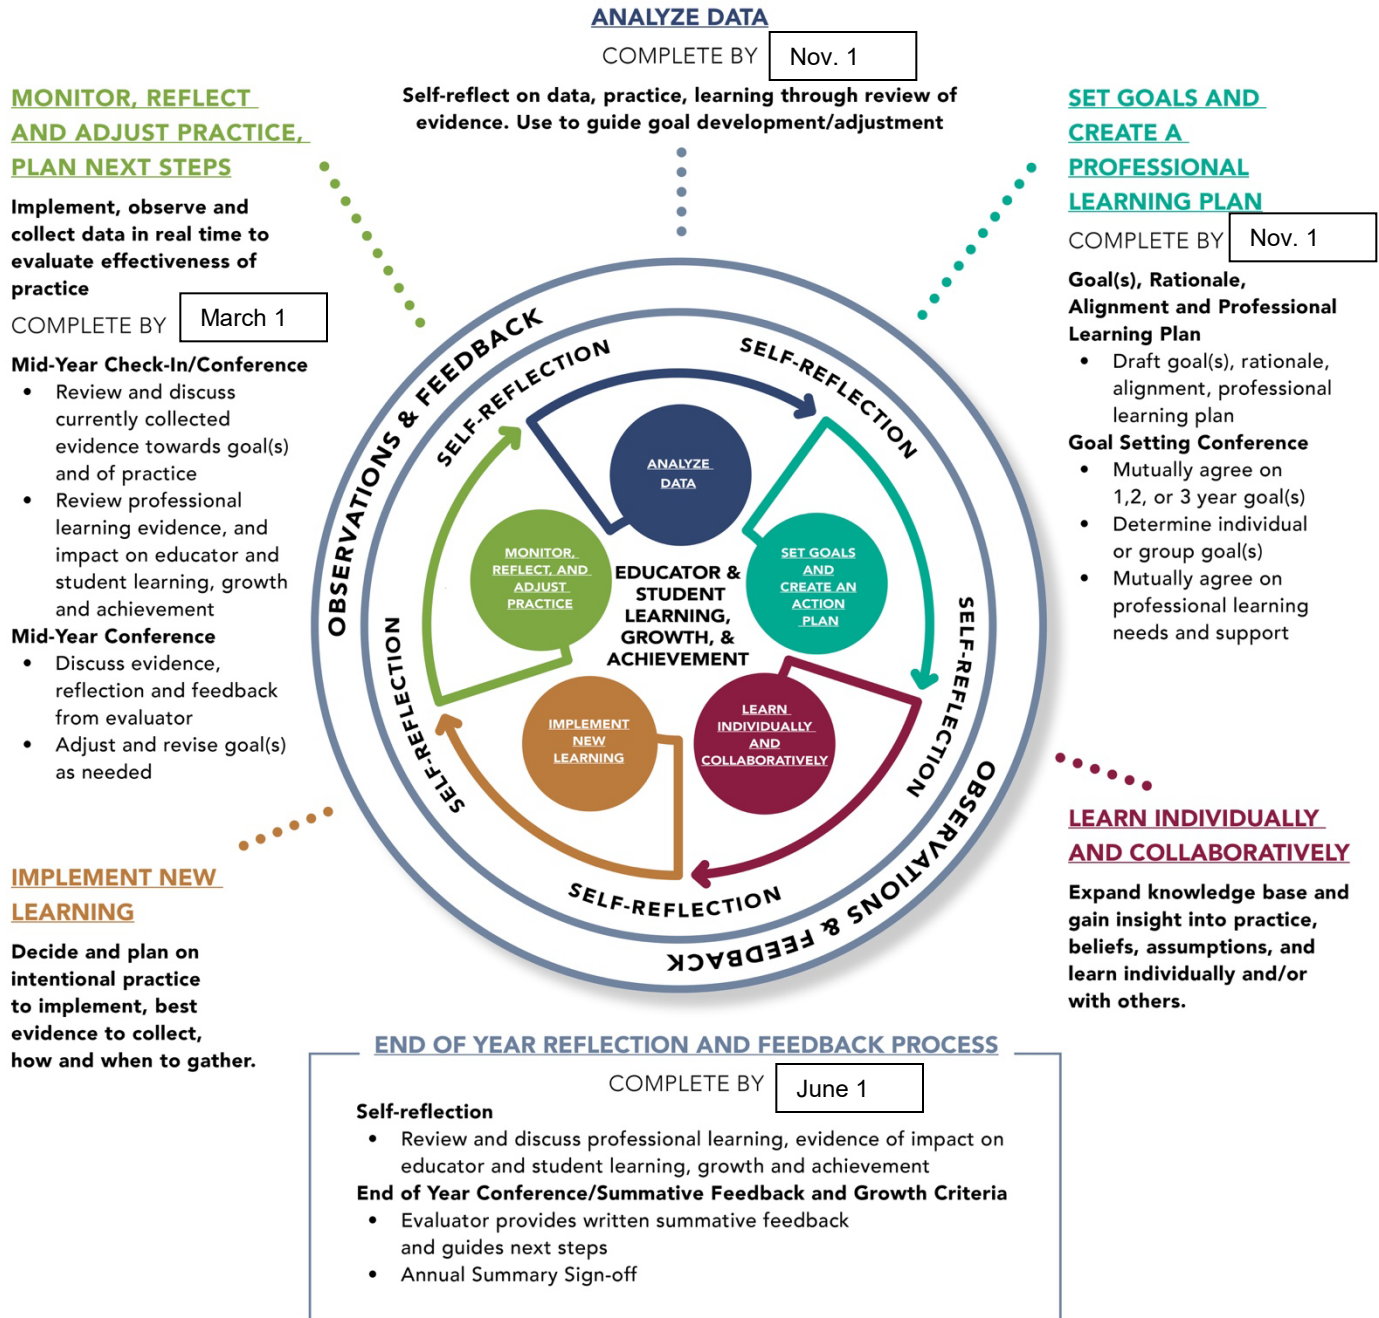 ANALYZE DATA
COMPLETE BY Nov. 1
Self-reflect on data, practice, learning through review of
evidence. Use to guide goal development/adjustment
MONITOR, REFLECT
AND ADJUST PRACTICE,
PLAN NEXT STEPS
Implement, observe and
collect data in real time to
evaluate effectiveness of
practice
COMPLETE BY March 1
Mid-Year Check-In/Conference
• Review and discuss
currently collected
evidence towards goal(s)
and of practice
• Review professional
learning evidence, and
impact on educator and
student learning, growth
and achievement
Mid-Year Conference
• Discuss evidence,
reflection and feedback
from evaluator
• Adjust and revise goal(s)
as needed
SET GOALS AND
CREATE A
PROFESSIONAL
LEARNING PLAN
COMPLETE BY Nov. 1
Goal(s), Rationale,
Alignment and Professional
Learning Plan
• Draft goal(s), rationale,
alignment, professional
learning plan
Goal Setting Conference
• Mutually agree on
1,2, or 3 year goal(s)
• Determine individual
or group goal(s)
• Mutually agree on
professional learning
needs and support
OBSERVATIONS & FEEDBACK
SELF-REFLECTION
SELF-REFLECTION
SELF-REFLECTION
SELF-REFLECTION
SELF-REFLECTION
OBSERVATIONS & FEEDBACK
ANALYZE
DATA
MONITOR,
REFLECT, AND
ADJUST
PRACTICE
SET GOALS
AND
CREATE AN
ACTION
PLAN
EDUCATOR &
STUDENT
LEARNING,
GROWTH, &
ACHIEVEMENT
IMPLEMENT
NEW
LEARNING
LEARN
INDIVIDUALLY
AND
COLLABORATIVELY
IMPLEMENT NEW
LEARNING
Decide and plan on
intentional practice
to implement, best
evidence to collect,
how and when to gather.
LEARN INDIVIDUALLY
AND COLLABORATIVELY
Expand knowledge base and
gain insight into practice,
beliefs, assumptions, and
learn individually and/or
with others.
END OF YEAR REFLECTION AND FEEDBACK PROCESS
COMPLETE BY June 1
Self-reflection
• Review and discuss professional learning, evidence of impact on
educator and student learning, growth and achievement
End of Year Conference/Summative Feedback and Growth Criteria
• Evaluator provides written summative feedback
and guides next steps
• Annual Summary Sign-off